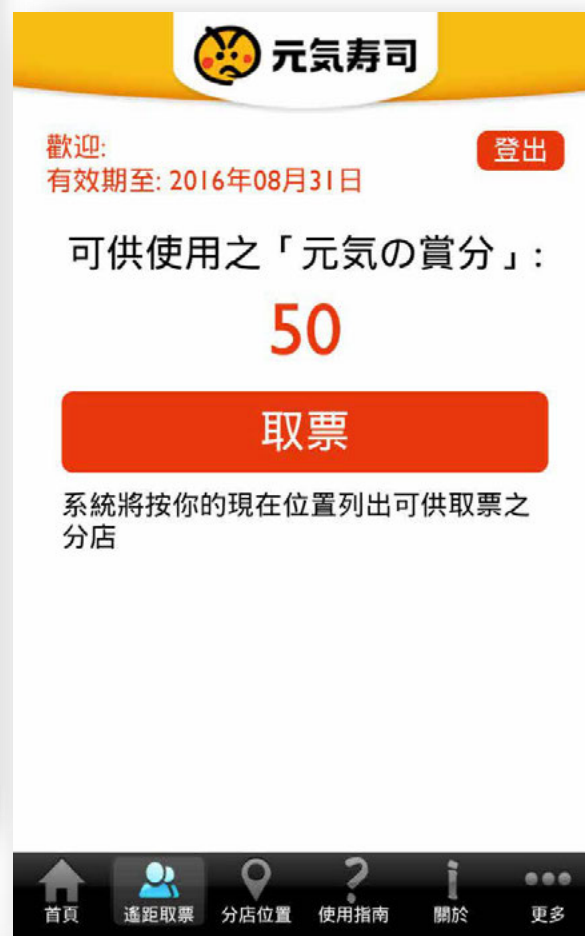 元気寿司
歡迎:
登出
有效期至: 2016年08月31日
可供使用之「元気の賞分」:
50
取票
系統將按你的現在位置列出可供取票之
分店
首頁 遙距取票 分店位置 使用指南 關於 更多